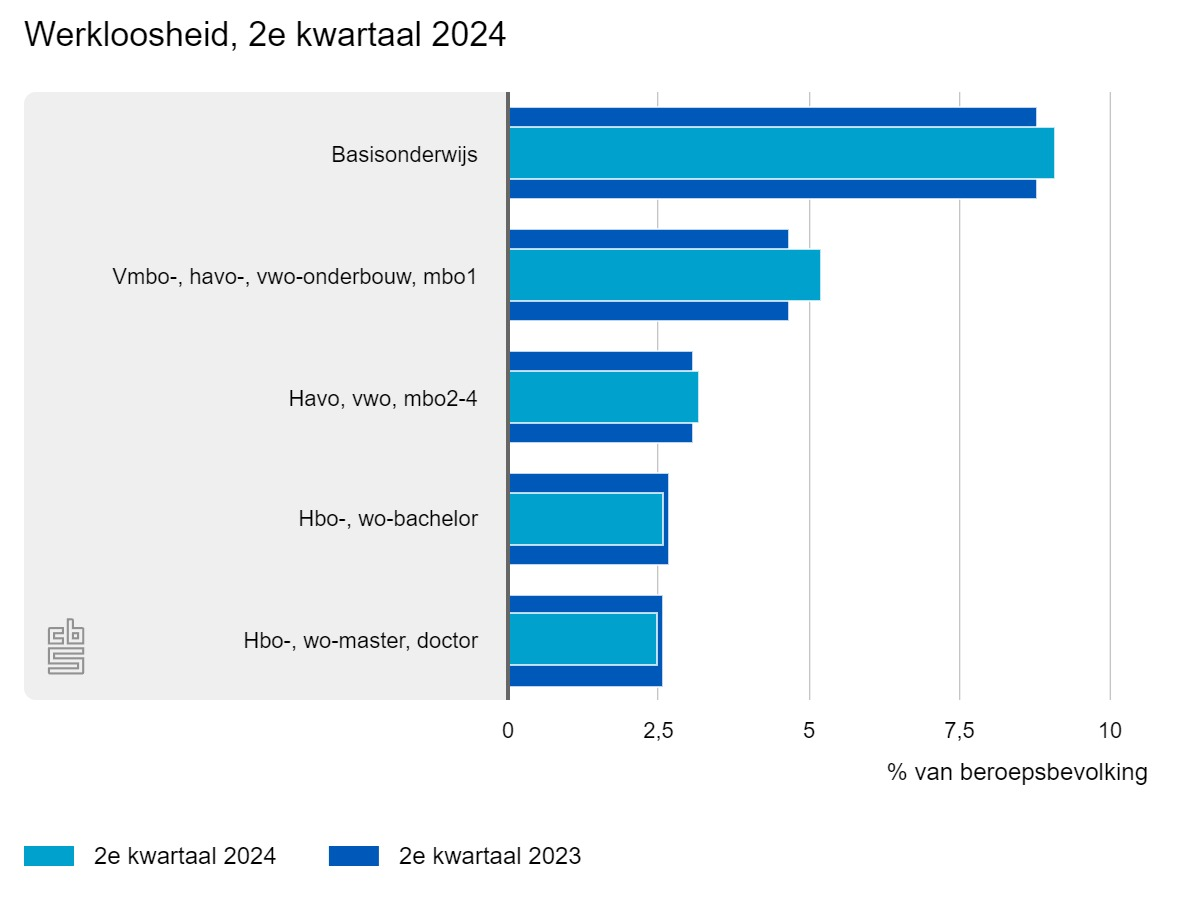 Werkloosheid, 2e kwartaal 2024
Basisonderwijs
Vmbo-, havo-, vwo-onderbouw, mbo1
Havo, vwo, mbo2-4
Hbo-, wo-bachelor
Hbo-, wo-master, doctor
cbs
0 2,5 5 7,5 10
% van beroepsbevolking
2e kwartaal 2024 2e kwartaal 2023